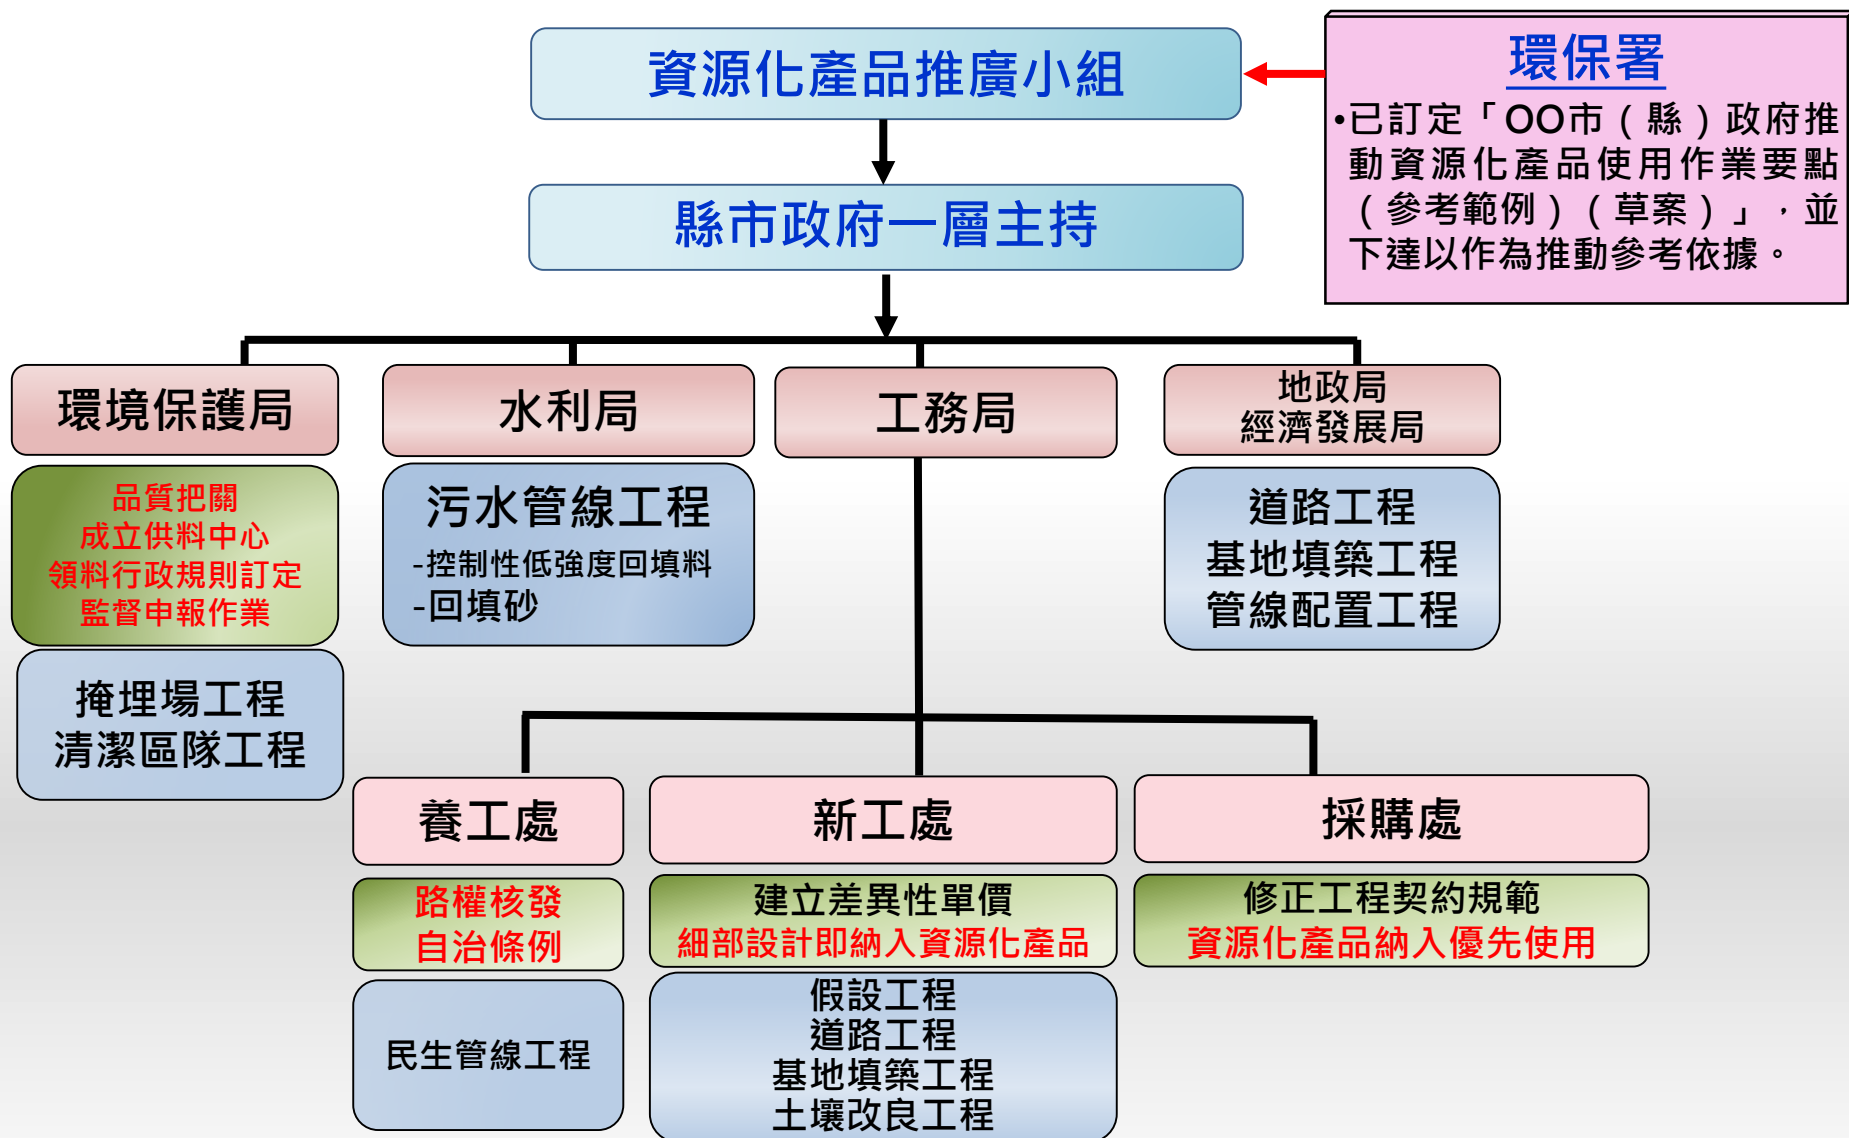 資源化產品推廣小組
環保署
•已訂定「OO市（縣）政府推
動資源化產品使用作業要點
（參考範例）（草案）」，並
下達以作為推動參考依據。
縣市政府一層主持
環境保護局
水利局
工務局
地政局
經濟發展局
品質把關
成立供料中心
領料行政規則訂定
監督申報作業
污水管線工程
-控制性低強度回填料
-回填砂
道路工程
基地填築工程
管線配置工程
掩埋場工程
清潔區隊工程
養工處
新工處
採購處
路權核發
自治條例
建立差異性單價
細部設計即納入資源化產品
修正工程契約規範
資源化產品納入優先使用
民生管線工程
假設工程
道路工程
基地填築工程
土壤改良工程